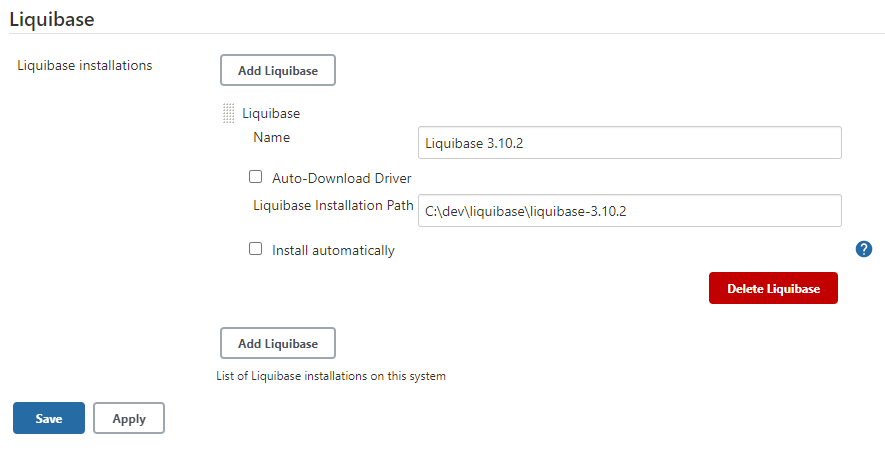 Liquibase
Liquibase installations
Add Liquibase
Liquibase
Name
Liquibase 3.10.2
Auto-Download Driver
Liquibase Installation Path
C:\dev\liquibase\liquibase-3.10.2
Install automatically
?
Delete Liquibase
Add Liquibase
List of Liquibase installations on this system
Save
Apply